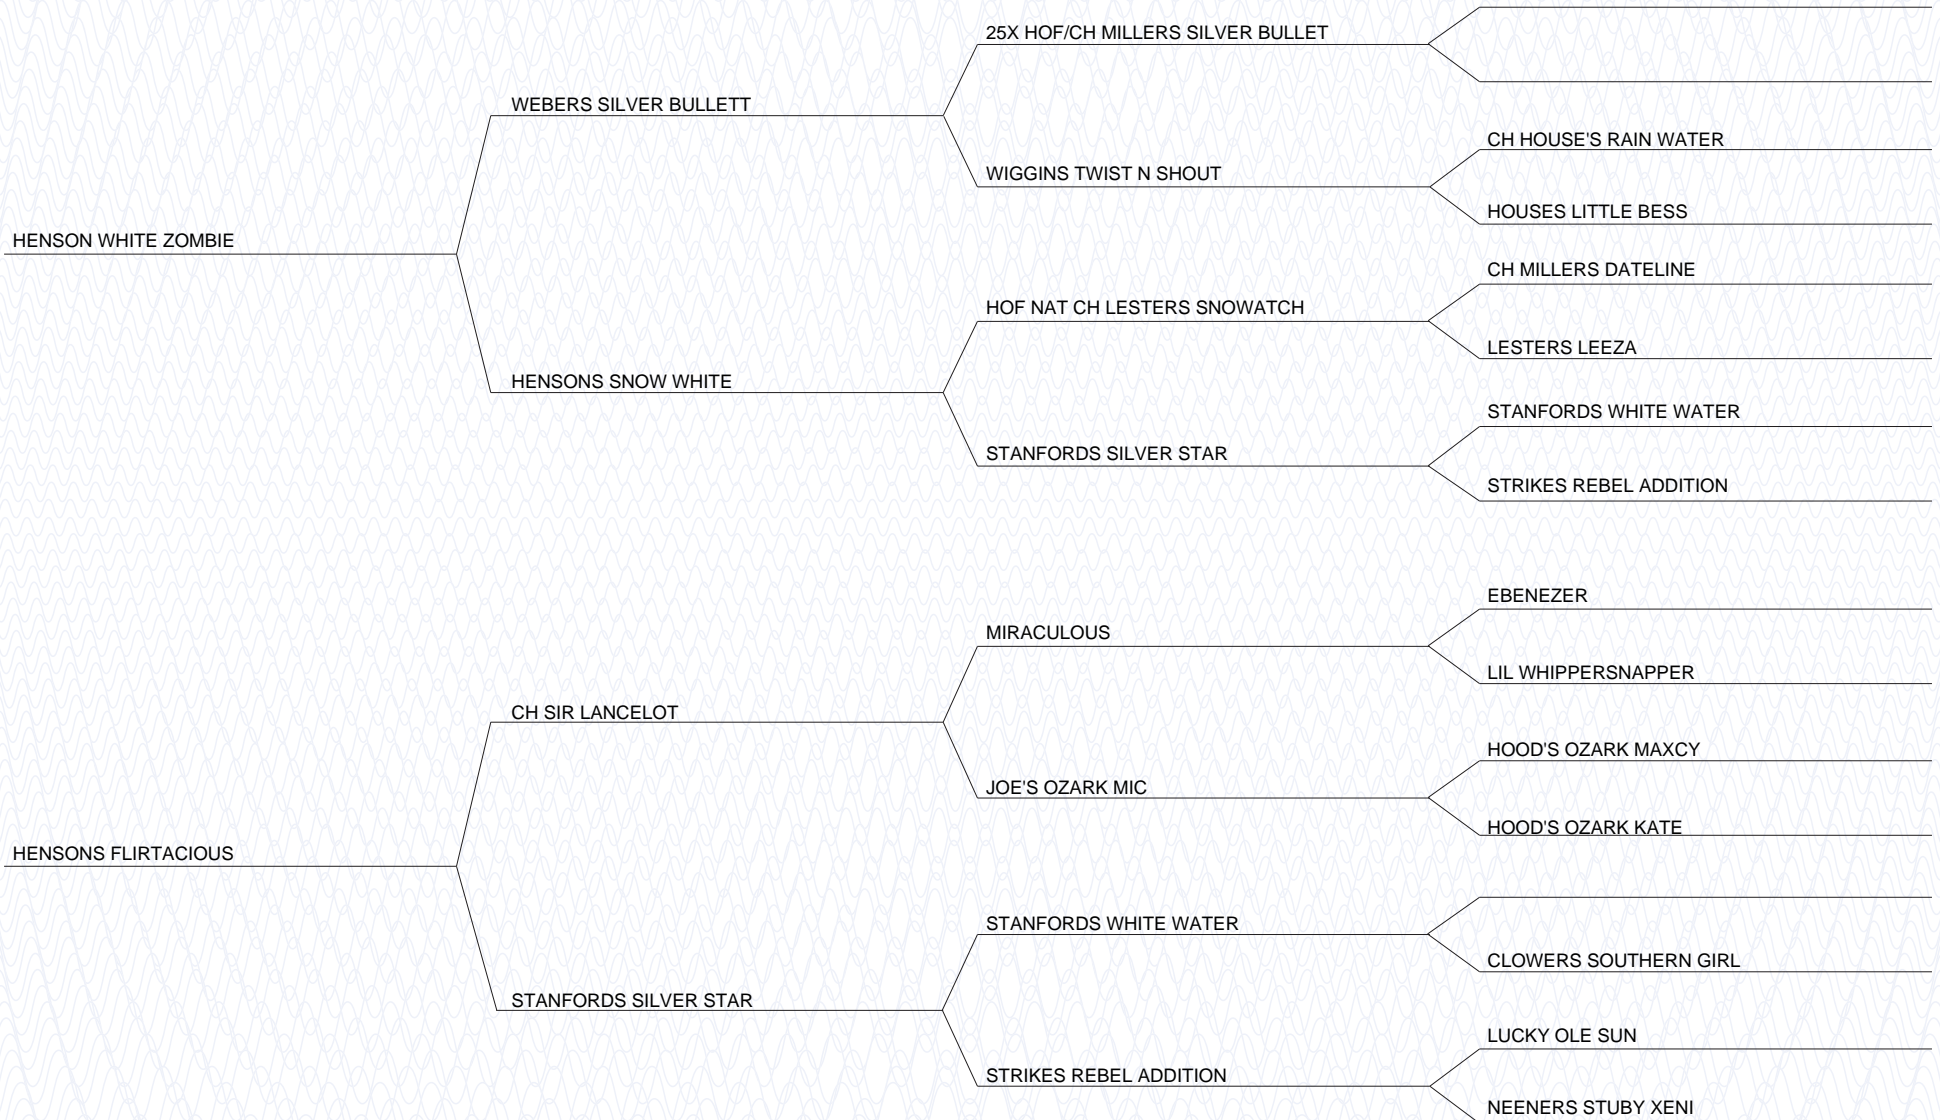 25X HOF/CH MILLERS SILVER BULLET
WEBERS SILVER BULLETT
CH HOUSE'S RAIN WATER
WIGGINS TWIST N SHOUT
HOUSES LITTLE BESS
HENSON WHITE ZOMBIE
CH MILLERS DATELINE
HOF NAT CH LESTERS SNOWATCH
LESTERS LEEZA
HENSONS SNOW WHITE
STANFORDS WHITE WATER
STANFORDS SILVER STAR
STRIKES REBEL ADDITION
EBENEZER
MIRACULOUS
LIL WHIPPERSNAPPER
CH SIR LANCELOT
HOOD'S OZARK MAXCY
JOE'S OZARK MIC
HOOD'S OZARK KATE
HENSONS FLIRTACIOUS
STANFORDS WHITE WATER
CLOWERS SOUTHERN GIRL
STANFORDS SILVER STAR
LUCKY OLE SUN
STRIKES REBEL ADDITION
NEENERS STUBY XENI